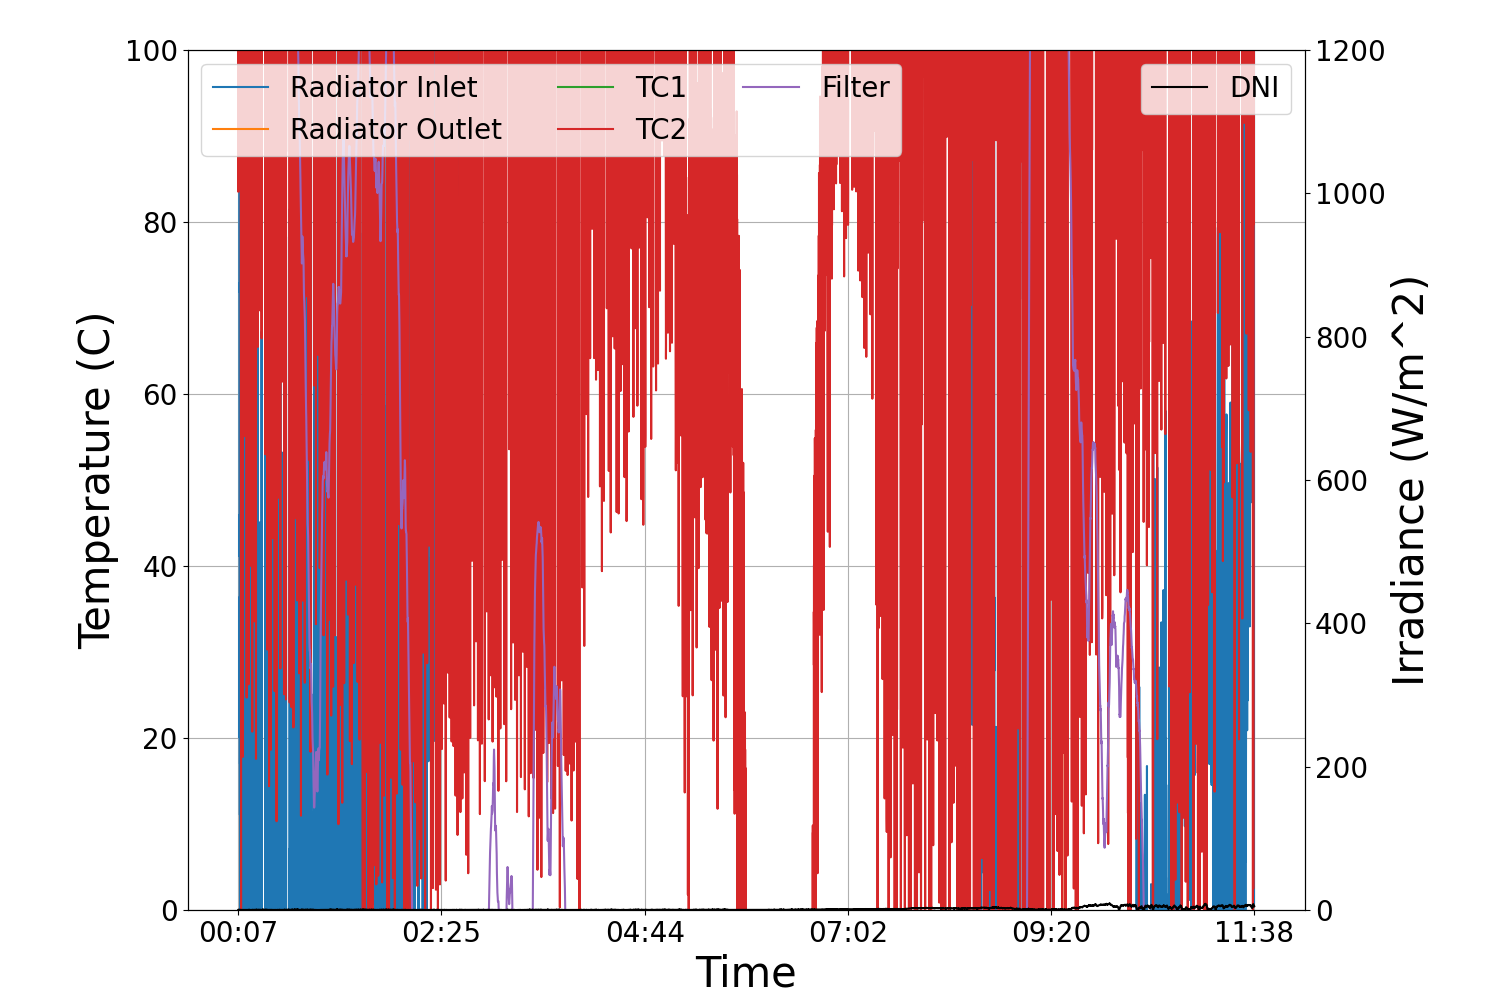 100
80
60
40
20
0
Temperature (C)
Radiator Inlet
Radiator Outlet
TC1
TC2
Filter
DNI
1200
1000
800
600
400
200
0
Irradiance (W/m^2)
00:07
02:25
04:44
07:02
09:20
11:38
Time